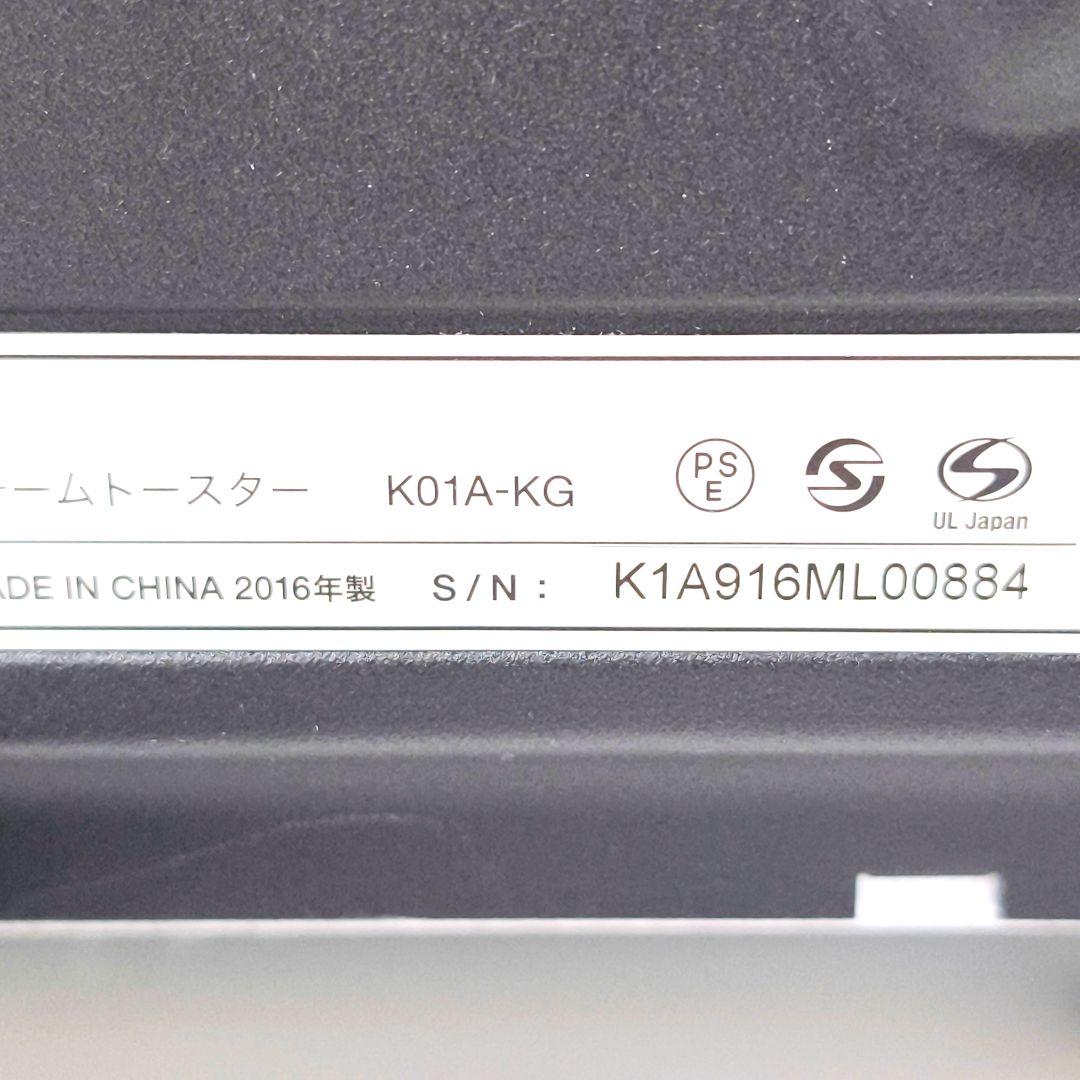 ームトースター K01A-KG PSE
UL Japan
ADE IN CHINA 2016年製 S/N: K1A916ML00884